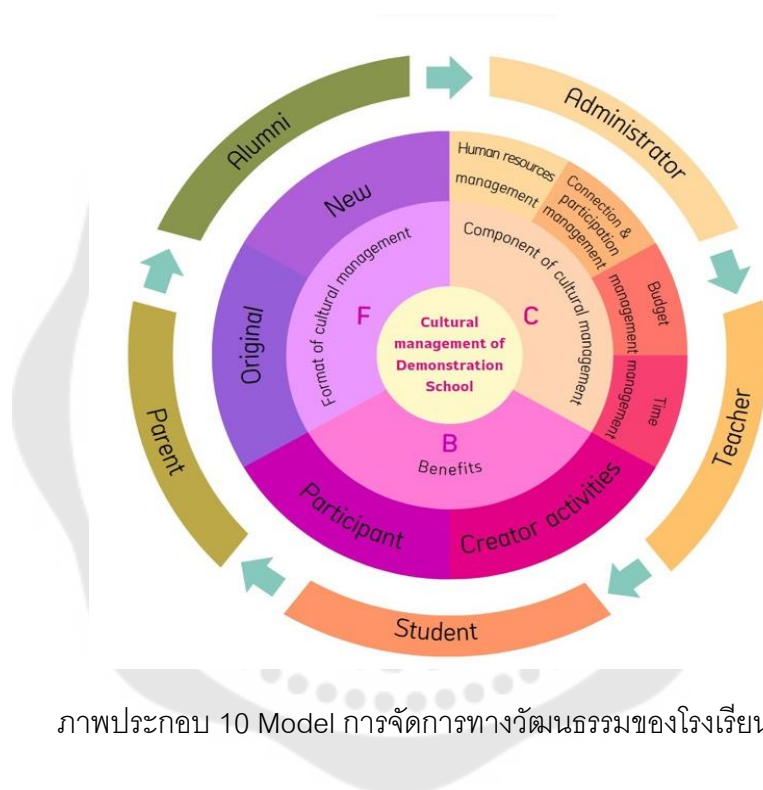 Alumni
Administrator
Teacher
Student
Parent
New
Original
Format of cultural management
F
Human resources
management
Connection &
participation
management
Budget
management
Time
management
Component of cultural management
C
Cultural
management of
Demonstration
School
B
Benefits
Participant
Creator activities
ภาพประกอบ 10 Model การจัดการทางวัฒนธรรมของโรงเรียน